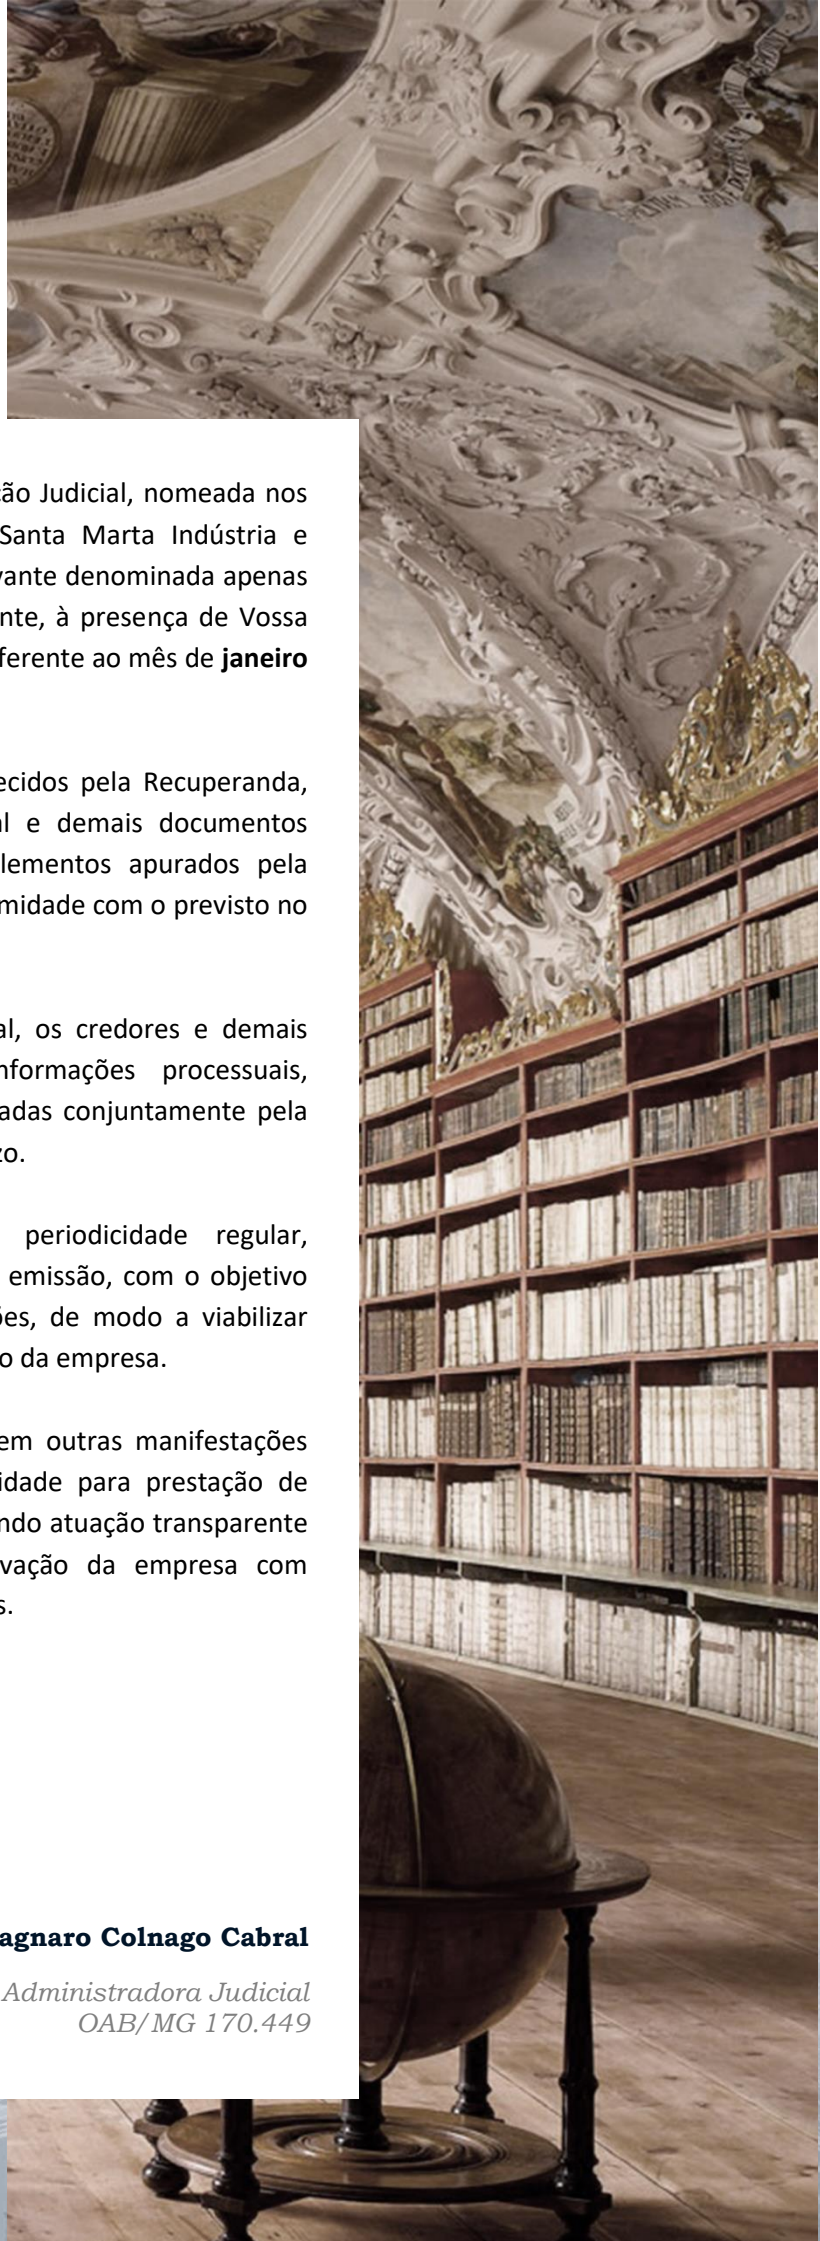 ção Judicial, nomeada nos
Santa Marta Indústria e
vante denominada apenas
nte, à presença de Vossa
ferente ao mês de janeiro
ecidos pela Recuperanda,
al e demais documentos
lementos apurados pela
midade com o previsto no
al, os credores e demais
nformações processuais,
adas conjuntamente pela
zo.
periodicidade regular,
emissão, com o objetivo
ões, de modo a viabilizar
o da empresa.
em outras manifestações
idade para prestação de
ndo atuação transparente
vação da empresa com
s.
agnaro Colnago Cabral
Administradora Judicial
OAB/MG 170.449